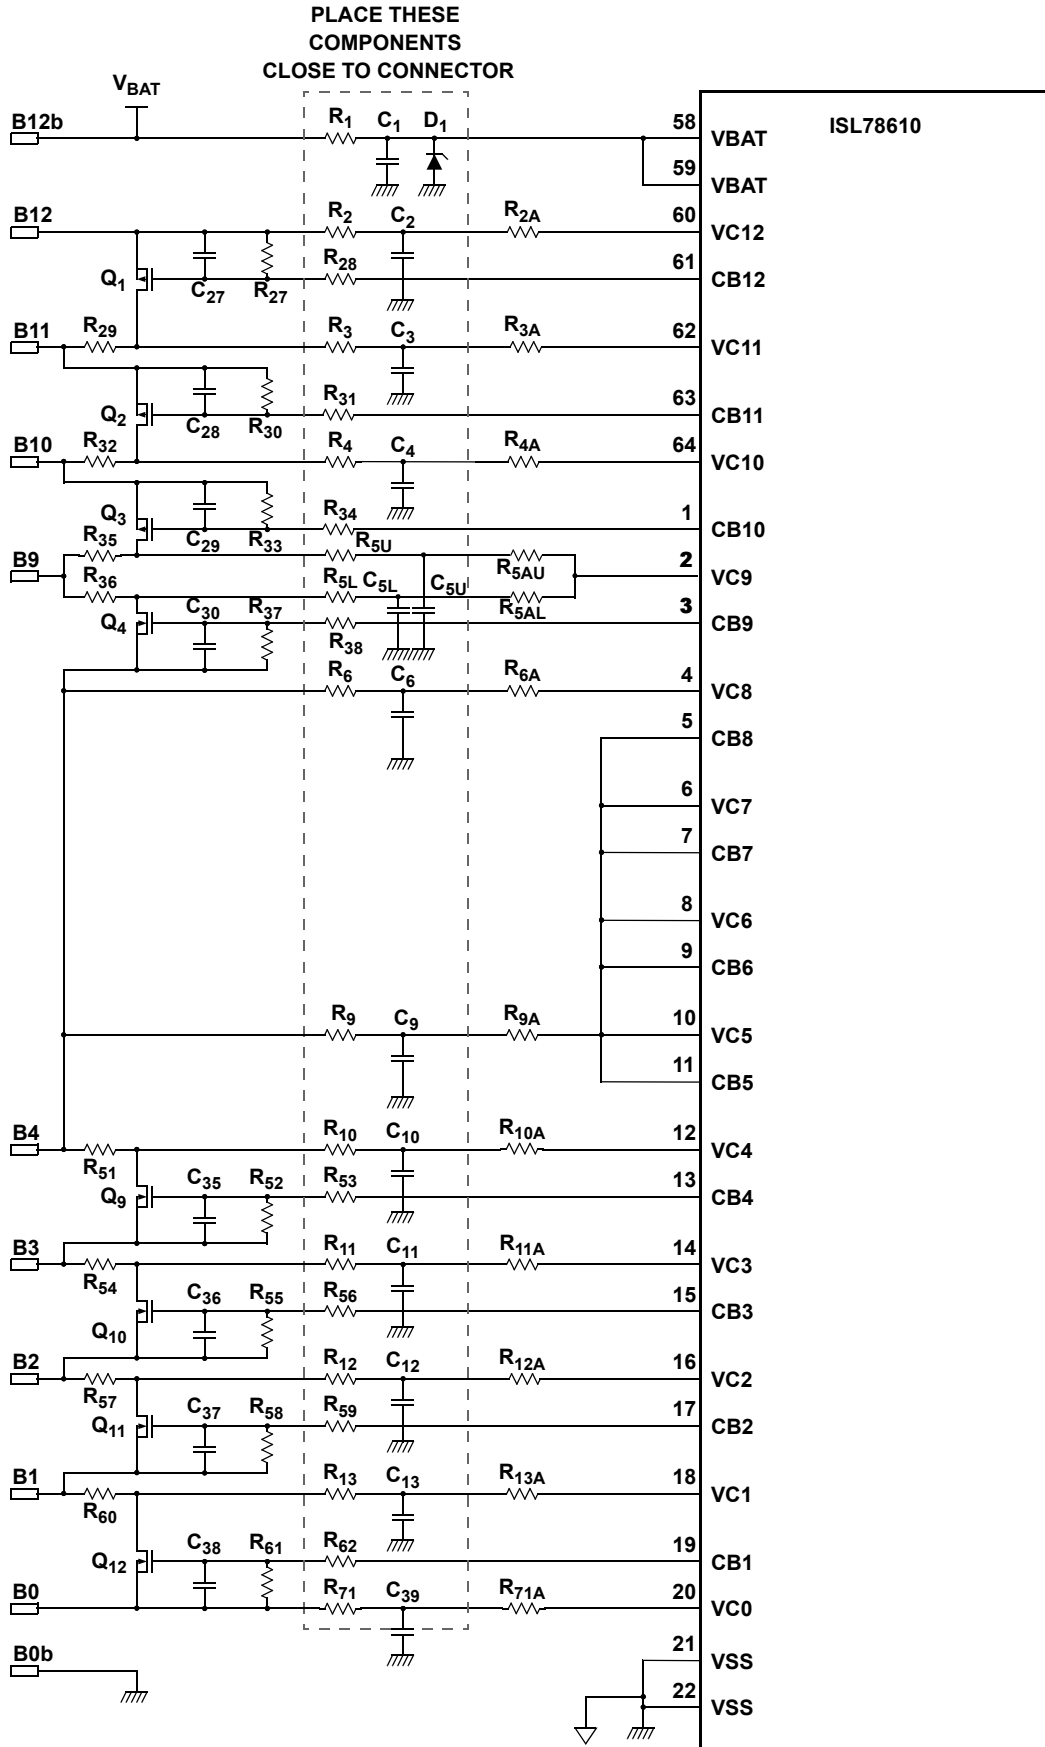 PLACE THESE
COMPONENTS
CLOSE TO CONNECTOR
VBAT
B12b R1 C1 D1 58 VBAT ISL78610
59 VBAT
B12 R2 C2 R2A 60 VC12
Q1 C27 R27 R28 61 CB12
B11 R29 R3 C3 R3A 62 VC11
Q2 C28 R30 R31 63 CB11
B10 R32 R4 C4 R4A 64 VC10
Q3 C29 R33 R34 1 CB10
R35 R5U R5AU
B9 2 VC9
R36 R5L C5L C5U R5AL
Q4 C30 R37 R38 3 CB9
R6 C6 R6A 4 VC8
5 CB8
6 VC7
7 CB7
8 VC6
9 CB6
R9 C9 R9A 10 VC5
11 CB5
B4 R51 R10 C10 R10A 12 VC4
Q9 C35 R52 R53 13 CB4
B3 R54 R11 C11 R11A 14 VC3
Q10 C36 R55 R56 15 CB3
B2 R57 R12 C12 R12A 16 VC2
Q11 C37 R58 R59 17 CB2
B1 R60 R13 C13 R13A 18 VC1
Q12 C38 R61 R62 19 CB1
B0 R71 C39 R71A 20 VC0
B0b 21 VSS
22 VSS